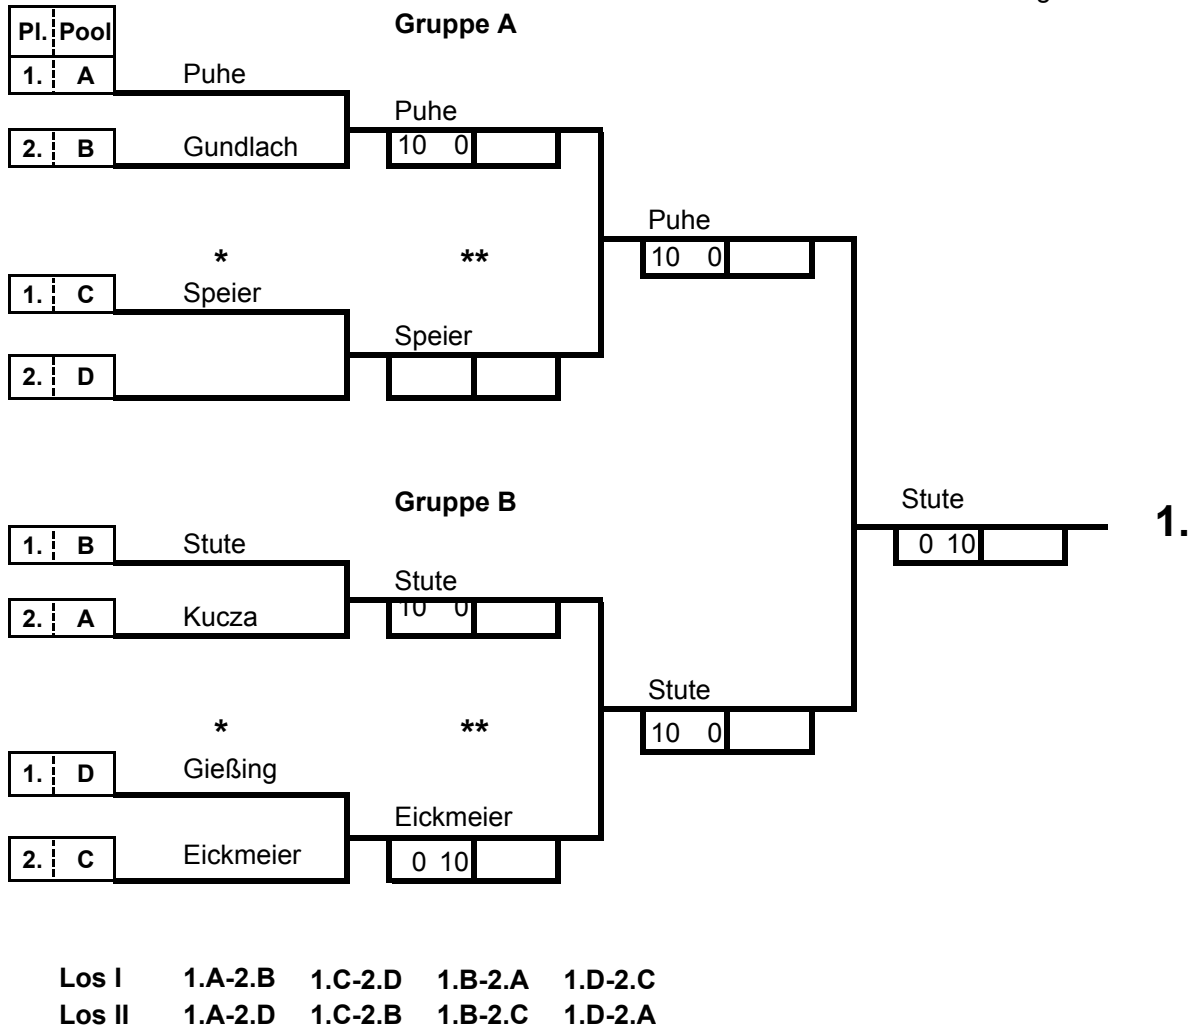 Gruppe A
Pl. Pool
1. A Puhe
Puhe
10 0
2. B Gundlach
Puhe
10 0
* **
1. C Speier
Speier
2. D
Gruppe B
Stute
1.
0 10
1. B Stute
Stute
10 0
2. A Kucza
Stute
10 0
* **
1. D Gießing
Eickmeier
2. C Eickmeier
0 10
Los I 1.A-2.B 1.C-2.D 1.B-2.A 1.D-2.C
Los II 1.A-2.D 1.C-2.B 1.B-2.C 1.D-2.A